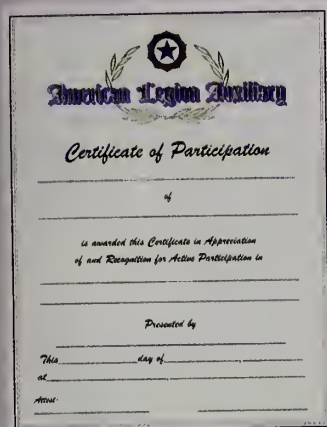 American Legion Auxiliary
Certificate of Participation
of
is awarded this Certificate in Appreciation
of and Recognition for Active Participation in
Presented by
This day of
at
Attest: